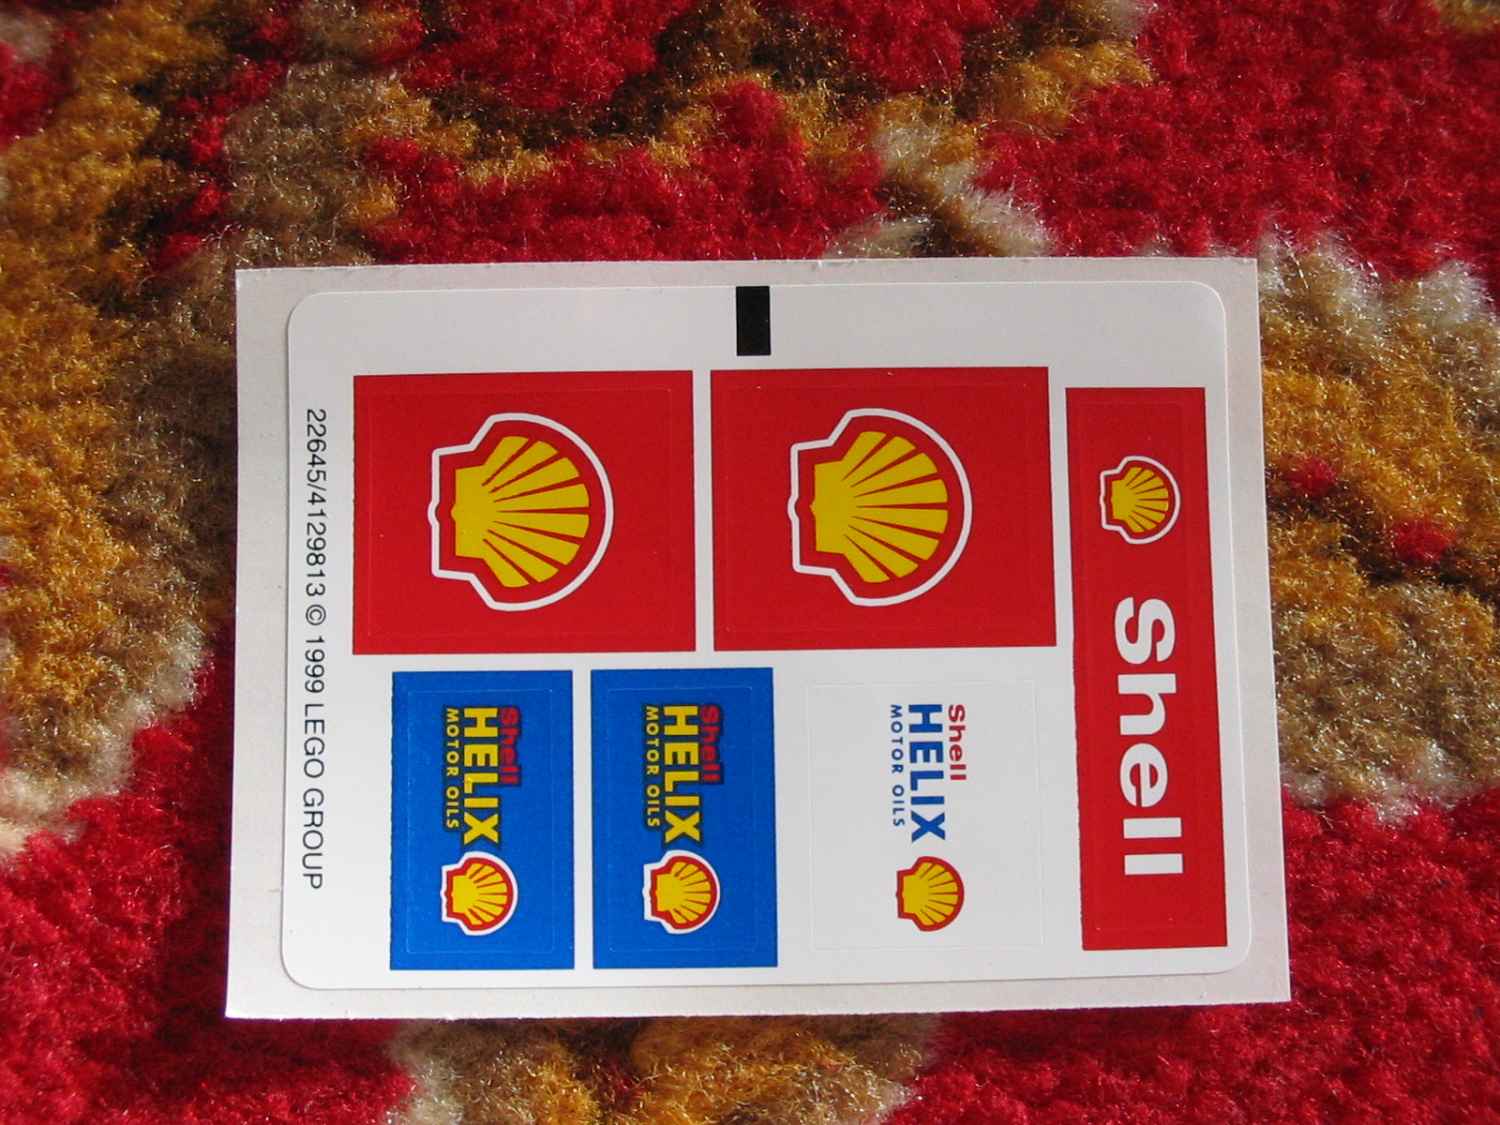 Shell
Shell
HELIX
MOTOR OILS
Shell
HELIX
MOTOR OILS
Shell
HELIX
MOTOR OILS
22645/4129813 © 1999 LEGO GROUP